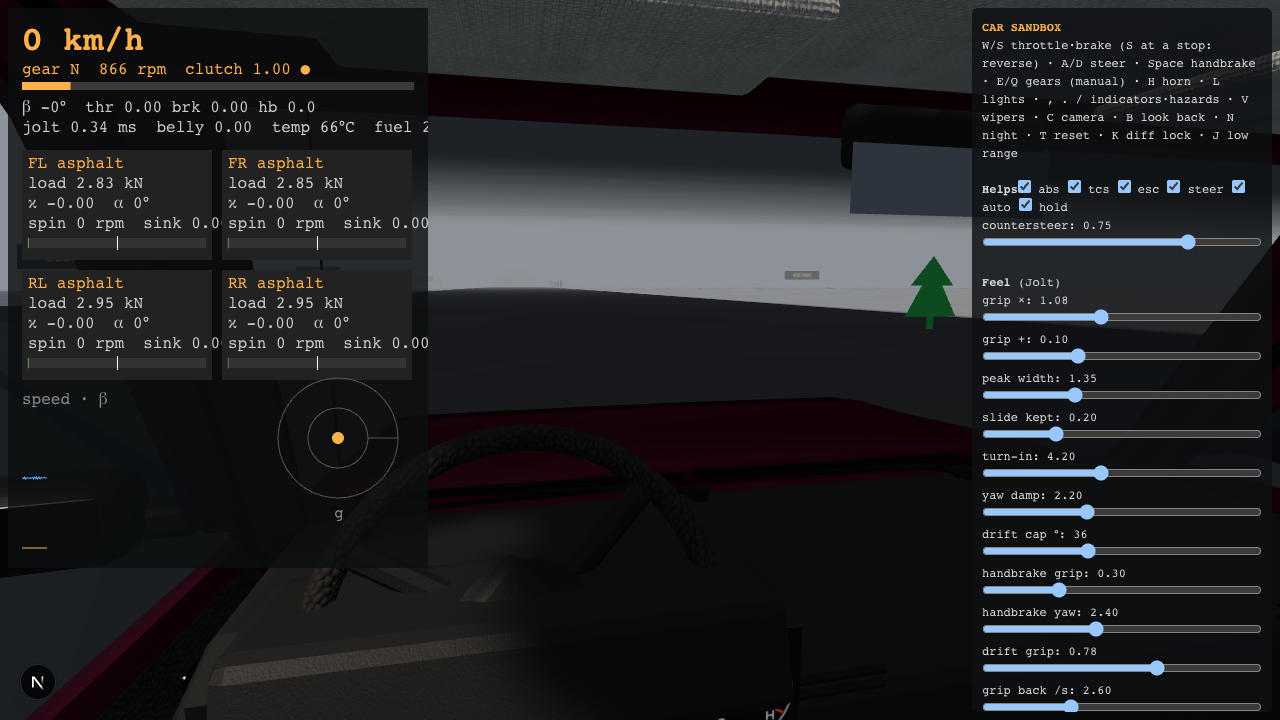 0 km/h
gear N 866 rpm clutch 1.00
β -0° thr 0.00 brk 0.00 hb 0.0
jolt 0.34 ms belly 0.00 temp 66°C fuel 2
FL asphalt
load 2.83 kN
ϰ -0.00 α 0°
spin 0 rpm sink 0.00
FR asphalt
load 2.85 kN
ϰ -0.00 α 0°
spin 0 rpm sink 0.00
RL asphalt
load 2.95 kN
ϰ -0.00 α 0°
spin 0 rpm sink 0.00
RR asphalt
load 2.95 kN
ϰ -0.00 α 0°
spin 0 rpm sink 0.00
speed · β
g
N
H
CAR SANDBOX
W/S throttle·brake (S at a stop:
reverse) · A/D steer · Space handbrake
· E/Q gears (manual) · H horn · L
lights · , . / indicators·hazards · V
wipers · C camera · B look back · N
night · T reset · K diff lock · J low
range
Helps abs tcs esc steer
auto hold
countersteer: 0.75
Feel (Jolt)
grip ×: 1.08
grip +: 0.10
peak width: 1.35
slide kept: 0.20
turn-in: 4.20
yaw damp: 2.20
drift cap °: 36
handbrake grip: 0.30
handbrake yaw: 2.40
drift grip: 0.78
grip back /s: 2.60